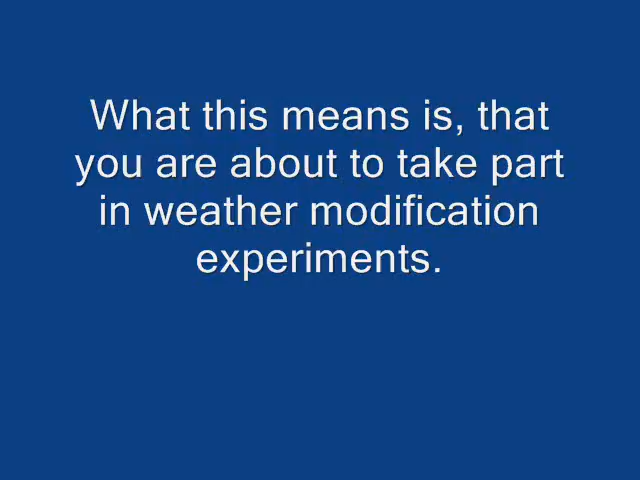 What this means is, that
you are about to take part
in weather modification
experiments.